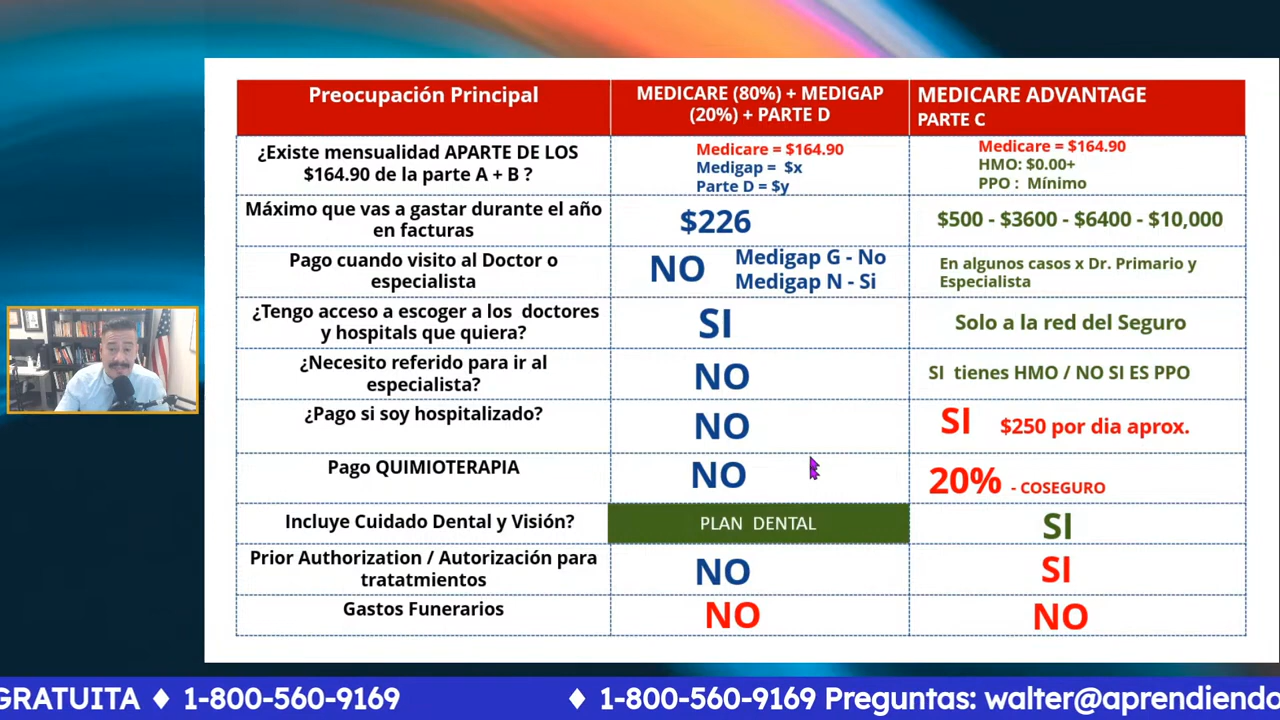 Preocupación Principal
MEDICARE (80%) + MEDIGAP
(20%) + PARTE D
MEDICARE ADVANTAGE
PARTE C
¿Existe mensualidad APARTE DE LOS
$164.90 de la parte A + B ?
Medicare = $164.90
Medigap = $x
Parte D = $y
Medicare = $164.90
HMO: $0.00+
PPO : Mínimo
Máximo que vas a gastar durante el año
en facturas
$226
$500 - $3600 - $6400 - $10,000
Pago cuando visito al Doctor o
especialista
NO
Medigap G - No
Medigap N - Si
En algunos casos x Dr. Primario y
Especialista
¿Tengo acceso a escoger a los doctores
y hospitals que quiera?
SI
Solo a la red del Seguro
¿Necesito referido para ir al
especialista?
NO
SI tienes HMO / NO SI ES PPO
¿Pago si soy hospitalizado?
NO
SI $250 por dia aprox.
Pago QUIMIOTERAPIA
NO
20% - COSEGURO
Incluye Cuidado Dental y Visión?
PLAN DENTAL
SI
Prior Authorization / Autorización para
tratatmientos
NO
SI
Gastos Funerarios
NO
NO
GRATUITA ♦ 1-800-560-9169 ♦ 1-800-560-9169 Preguntas: walter@aprendiendo